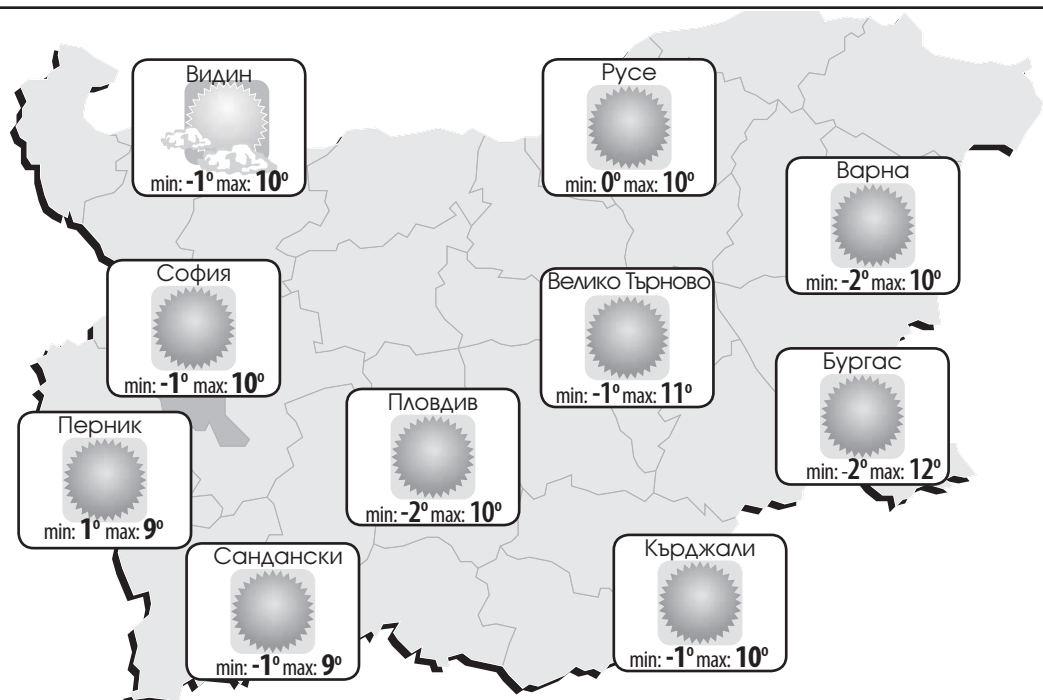 Видин
min: -1° max: 10°
Русе
min: 0° max: 10°
Варна
min: -2° max: 10°
София
min: -1° max: 10°
Велико Търново
min: -1° max: 11°
Бургас
min: -2° max: 12°
Пловдив
min: -2° max: 10°
Перник
min: 1° max: 9°
Сандански
min: -1° max: 9°
Кърджали
min: -1° max: 10°